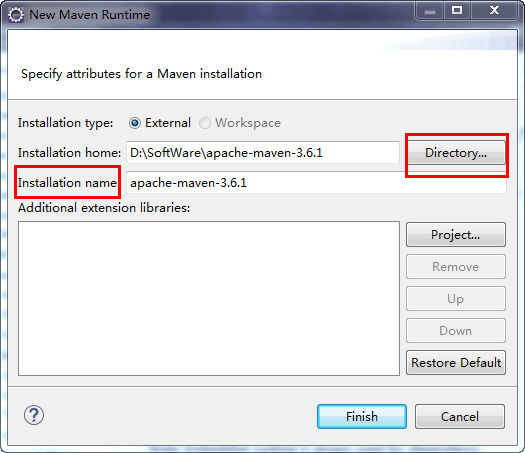 New Maven Runtime
Specify attributes for a Maven installation
Installation type: External Workspace
Installation home: D:\SoftWare\apache-maven-3.6.1 Directory...
Installation name apache-maven-3.6.1
Additional extension libraries:
Project...
Remove
Up
Down
Restore Default
? Finish Cancel